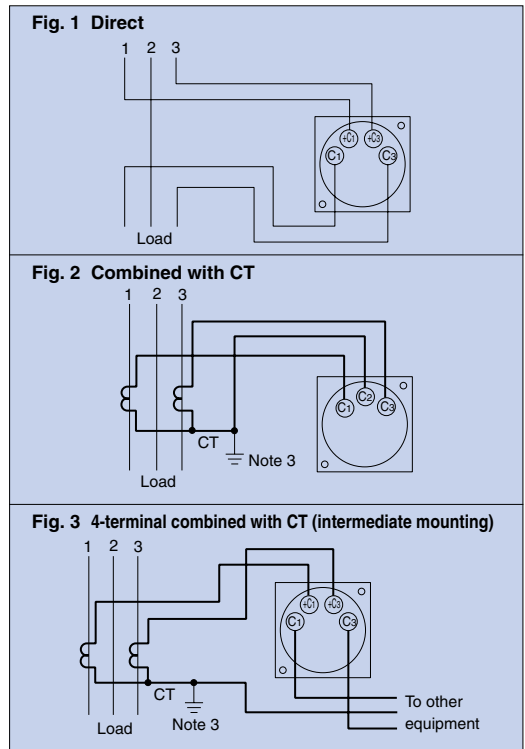 Fig. 1 Direct
1 2 3
+C1 +C3
C1 C3
Load
Fig. 2 Combined with CT
1 2 3
C1 C2 C3
CT
Note 3
Load
Fig. 3 4-terminal combined with CT (intermediate mounting)
1 2 3
+C1 +C3
C1 C3
CT
To other
Load Note 3 equipment